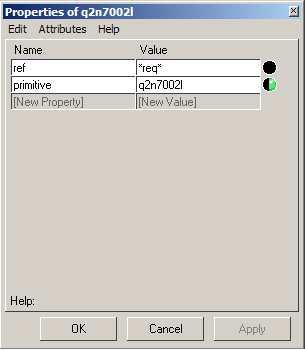 Properties of q2n7002l
Edit Attributes Help
Name Value
ref *req*
primitive q2n7002l
[New Property] [New Value]
Help:
OK Cancel Apply